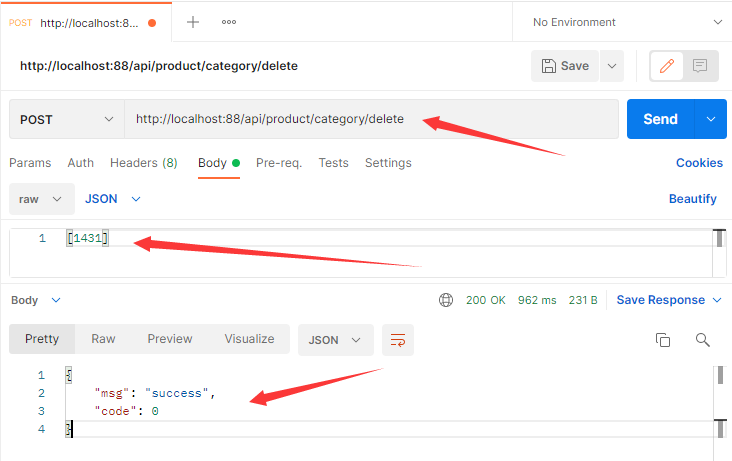 POST http://localhost:8... + ooo No Environment
http://localhost:88/api/product/category/delete Save
POST http://localhost:88/api/product/category/delete Send
Params Auth Headers (8) Body Pre-req. Tests Settings Cookies
raw JSON Beautify
1 [1431]
Body 200 OK 962 ms 231 B Save Response
Pretty Raw Preview Visualize JSON
1 {
2 "msg": "success",
3 "code": 0
4 }